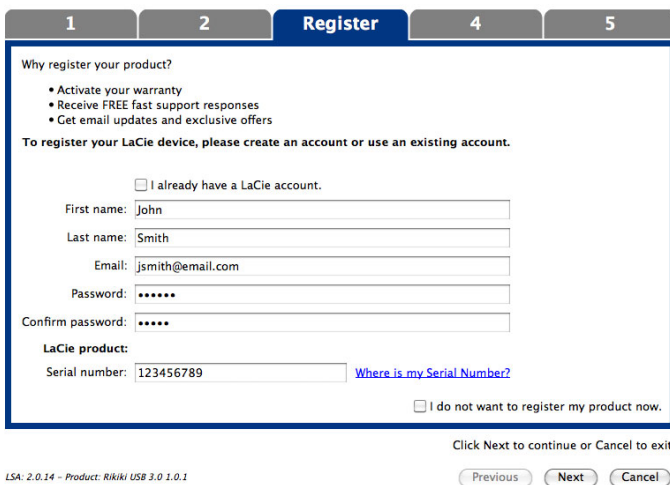 1 2 Register 4 5
Why register your product?
• Activate your warranty
• Receive FREE fast support responses
• Get email updates and exclusive offers
To register your LaCie device, please create an account or use an existing account.
I already have a LaCie account.
First name: John
Last name: Smith
Email: jsmith@email.com
Password: ••••••
Confirm password: •••••
LaCie product:
Serial number: 123456789 Where is my Serial Number?
I do not want to register my product now.
Click Next to continue or Cancel to exit
LSA: 2.0.14 – Product: Rikiki USB 3.0 1.0.1 Previous Next Cancel